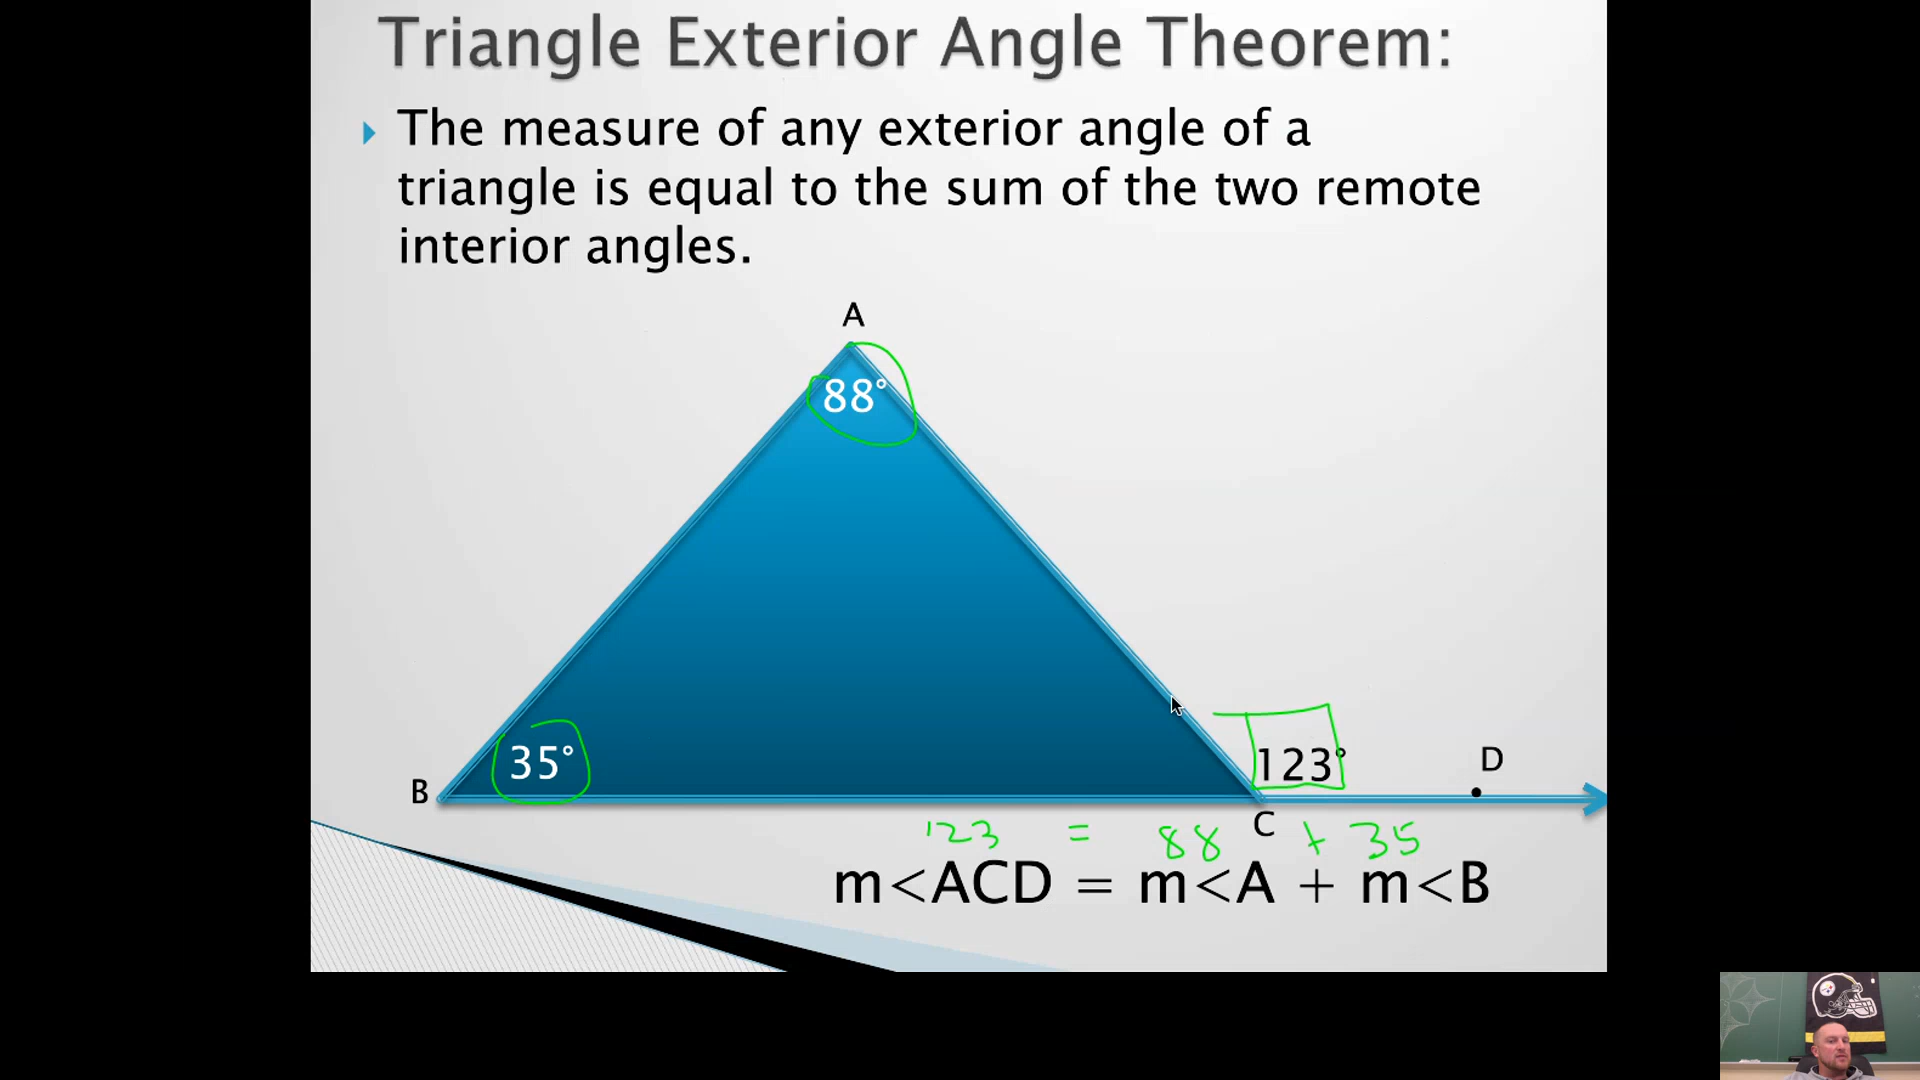 Triangle Exterior Angle Theorem:
The measure of any exterior angle of a
triangle is equal to the sum of the two remote
interior angles.
A
88°
35°
123°
D
B
C
123 = 88 + 35
m<ACD = m<A + m<B